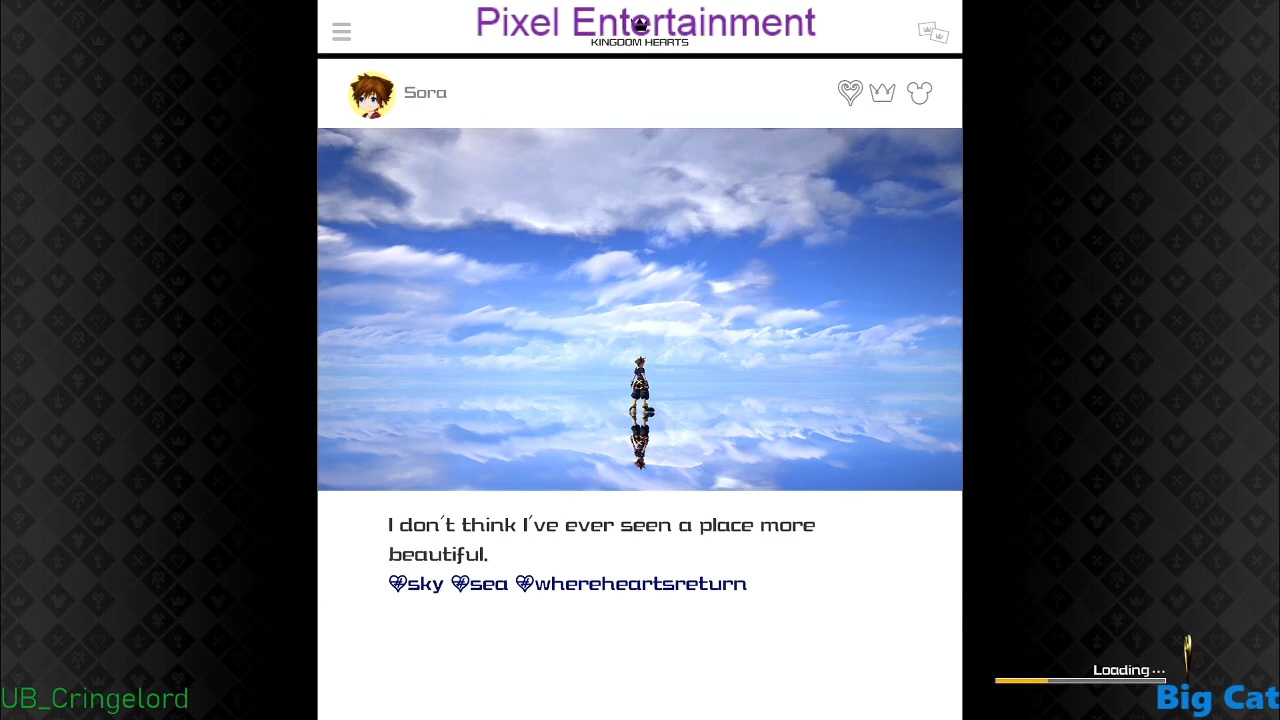 Pixel Entertainment
KINGDOM HEARTS
Sora
I don't think I've ever seen a place more
beautiful.
sky sea whereheartsreturn
Loading...
UB_Cringelord
Big Cat